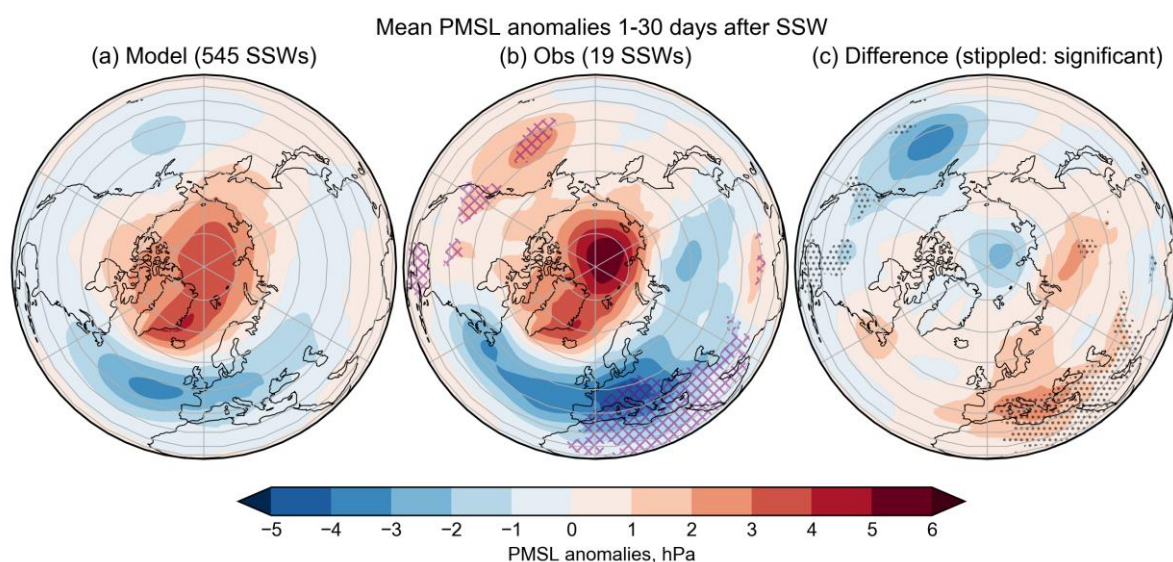 Mean PMSL anomalies 1-30 days after SSW
(a) Model (545 SSWs)
(b) Obs (19 SSWs)
(c) Difference (stippled: significant)
−5 −4 −3 −2 −1 0 1 2 3 4 5 6
PMSL anomalies, hPa